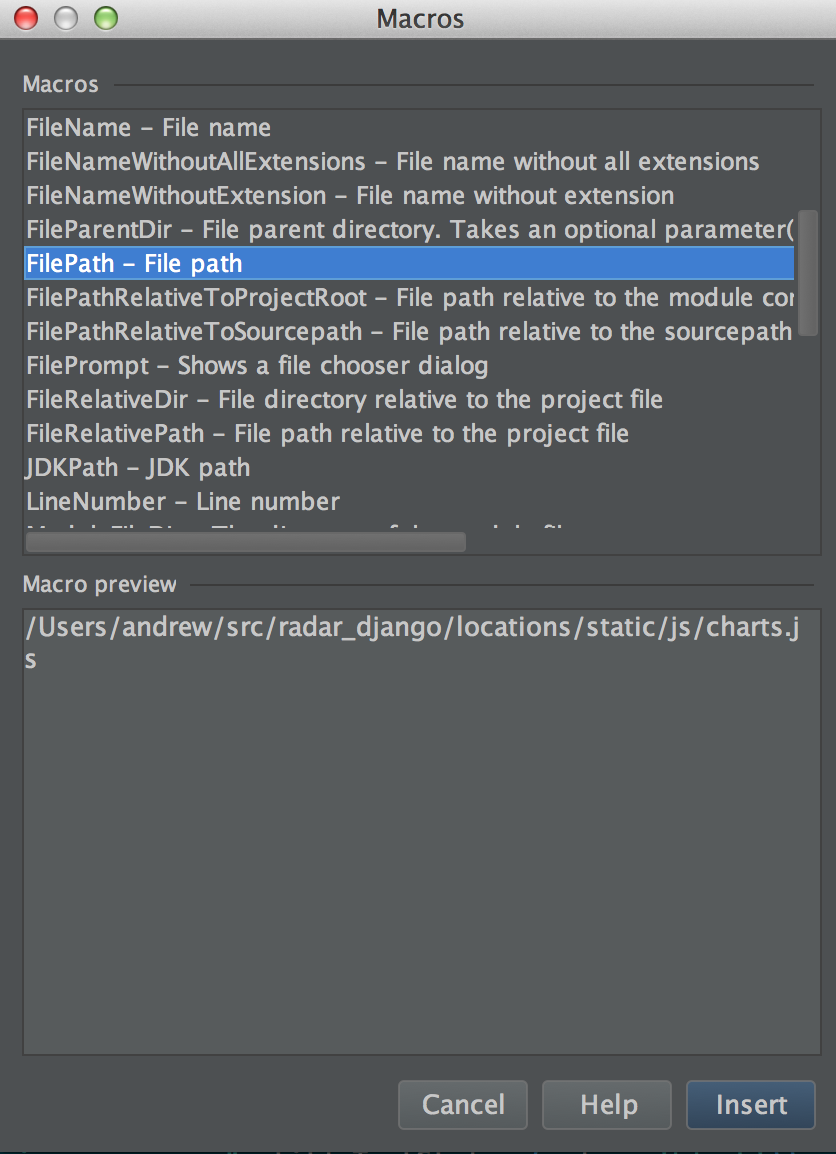 Macros
Macros
FileName – File name
FileNameWithoutAllExtensions – File name without all extensions
FileNameWithoutExtension – File name without extension
FileParentDir – File parent directory. Takes an optional parameter(
FilePath – File path
FilePathRelativeToProjectRoot – File path relative to the module co
FilePathRelativeToSourcepath – File path relative to the sourcepath
FilePrompt – Shows a file chooser dialog
FileRelativeDir – File directory relative to the project file
FileRelativePath – File path relative to the project file
JDKPath – JDK path
LineNumber – Line number
Macro preview
/Users/andrew/src/radar_django/locations/static/js/charts.j
s
Cancel Help Insert